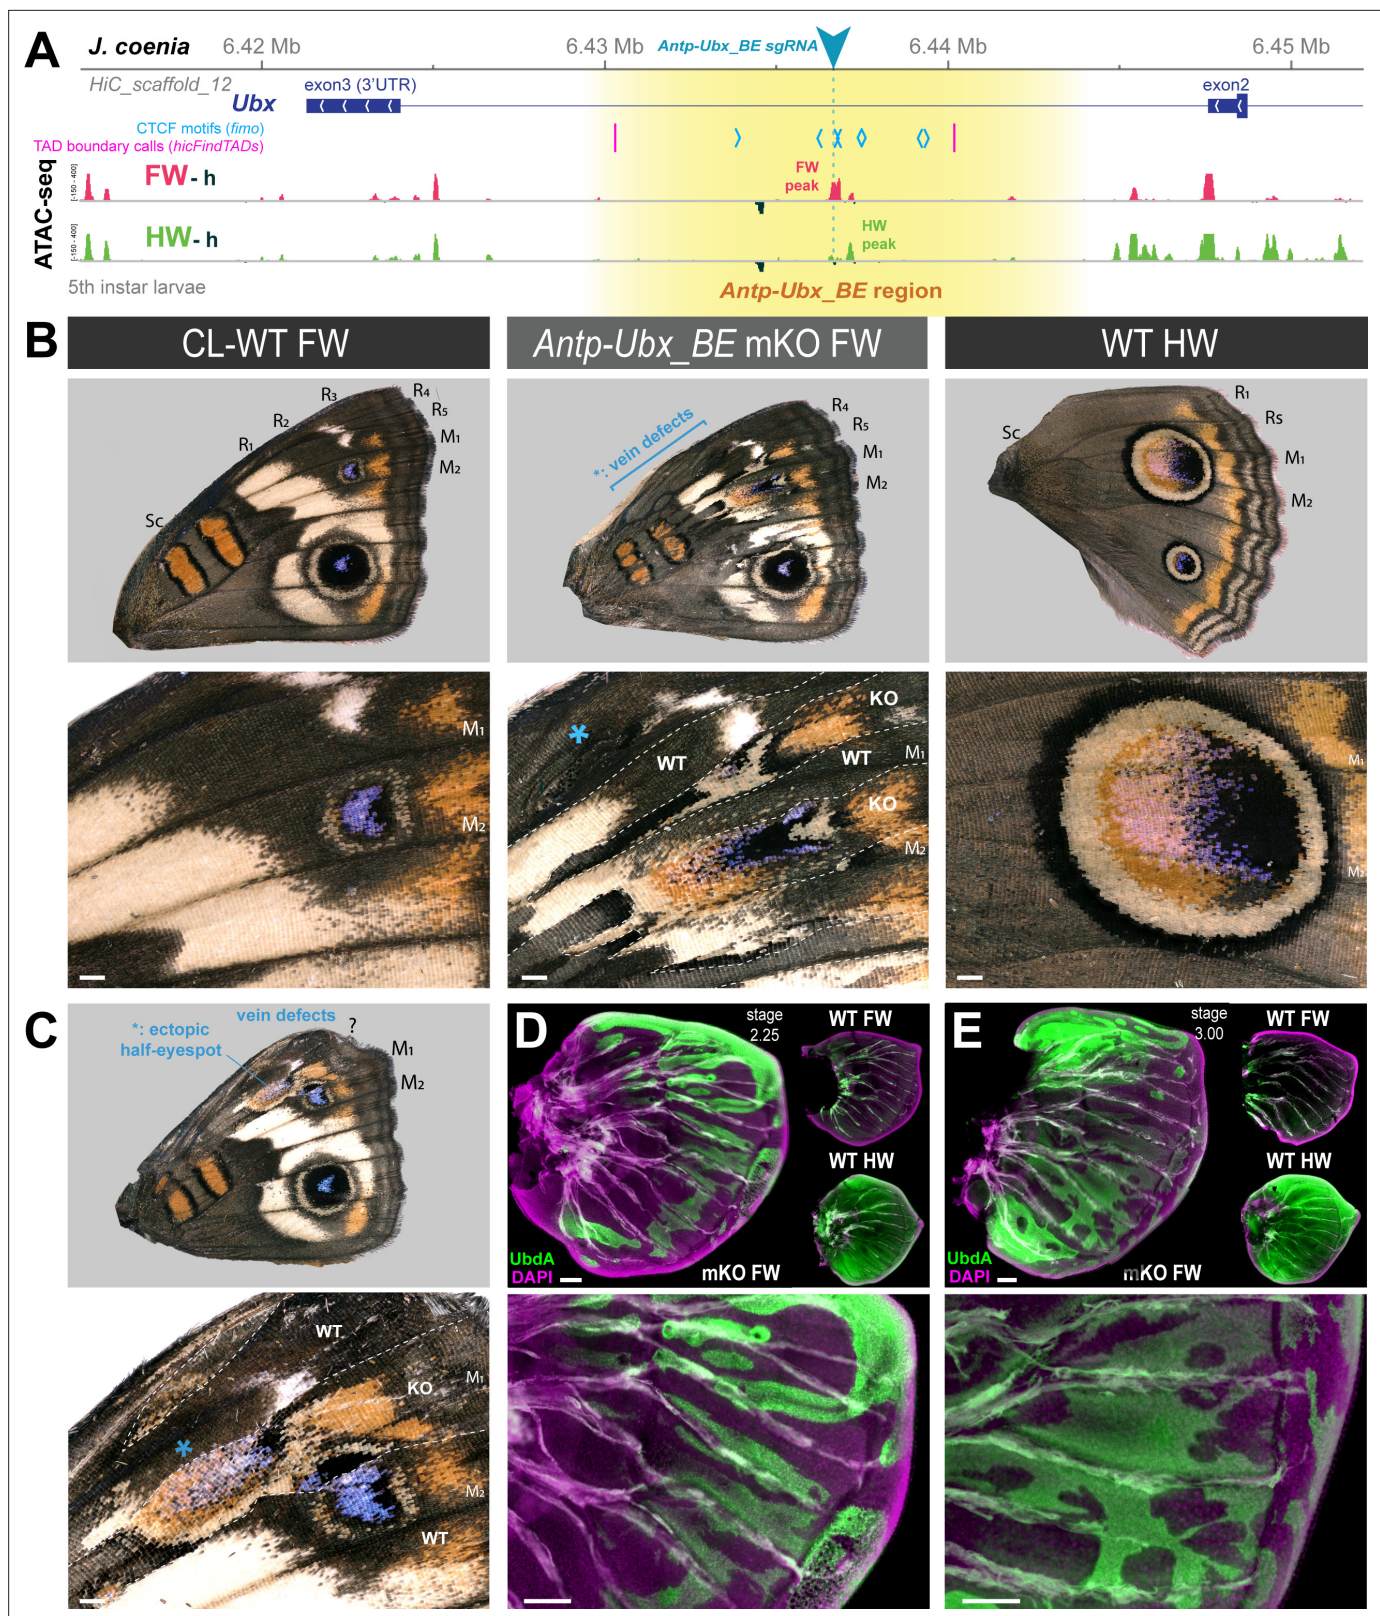 A
J. coenia
6.42 Mb
6.43 Mb
Antp-Ubx_BE sgRNA
6.44 Mb
6.45 Mb
HiC_scaffold_12
Ubx
exon3 (3'UTR)
exon2
CTCF motifs (fimo)
TAD boundary calls (hicFindTADs)
ATAC-seq
[-150 - 400]
FW - h
FW peak
[-150 - 400]
HW - h
HW peak
5th instar larvae
Antp-Ubx_BE region
B
CL-WT FW
Antp-Ubx_BE mKO FW
WT HW
R₁
R₂
R₃
R₄
R₅
M₁
M₂
Sc
*: vein defects
R₄
R₅
M₁
M₂
Sc
R₁
Rs
M₁
M₂
M₁
M₂
*
WT
KO
WT
M₁
KO
M₂
M₁
M₂
C
vein defects
*: ectopic
half-eyespot
?
M₁
M₂
WT
KO
M₁
*
M₂
WT
D
stage
2.25
WT FW
WT HW
UbdA
DAPI
mKO FW
E
stage
3.00
WT FW
WT HW
UbdA
DAPI
mKO FW